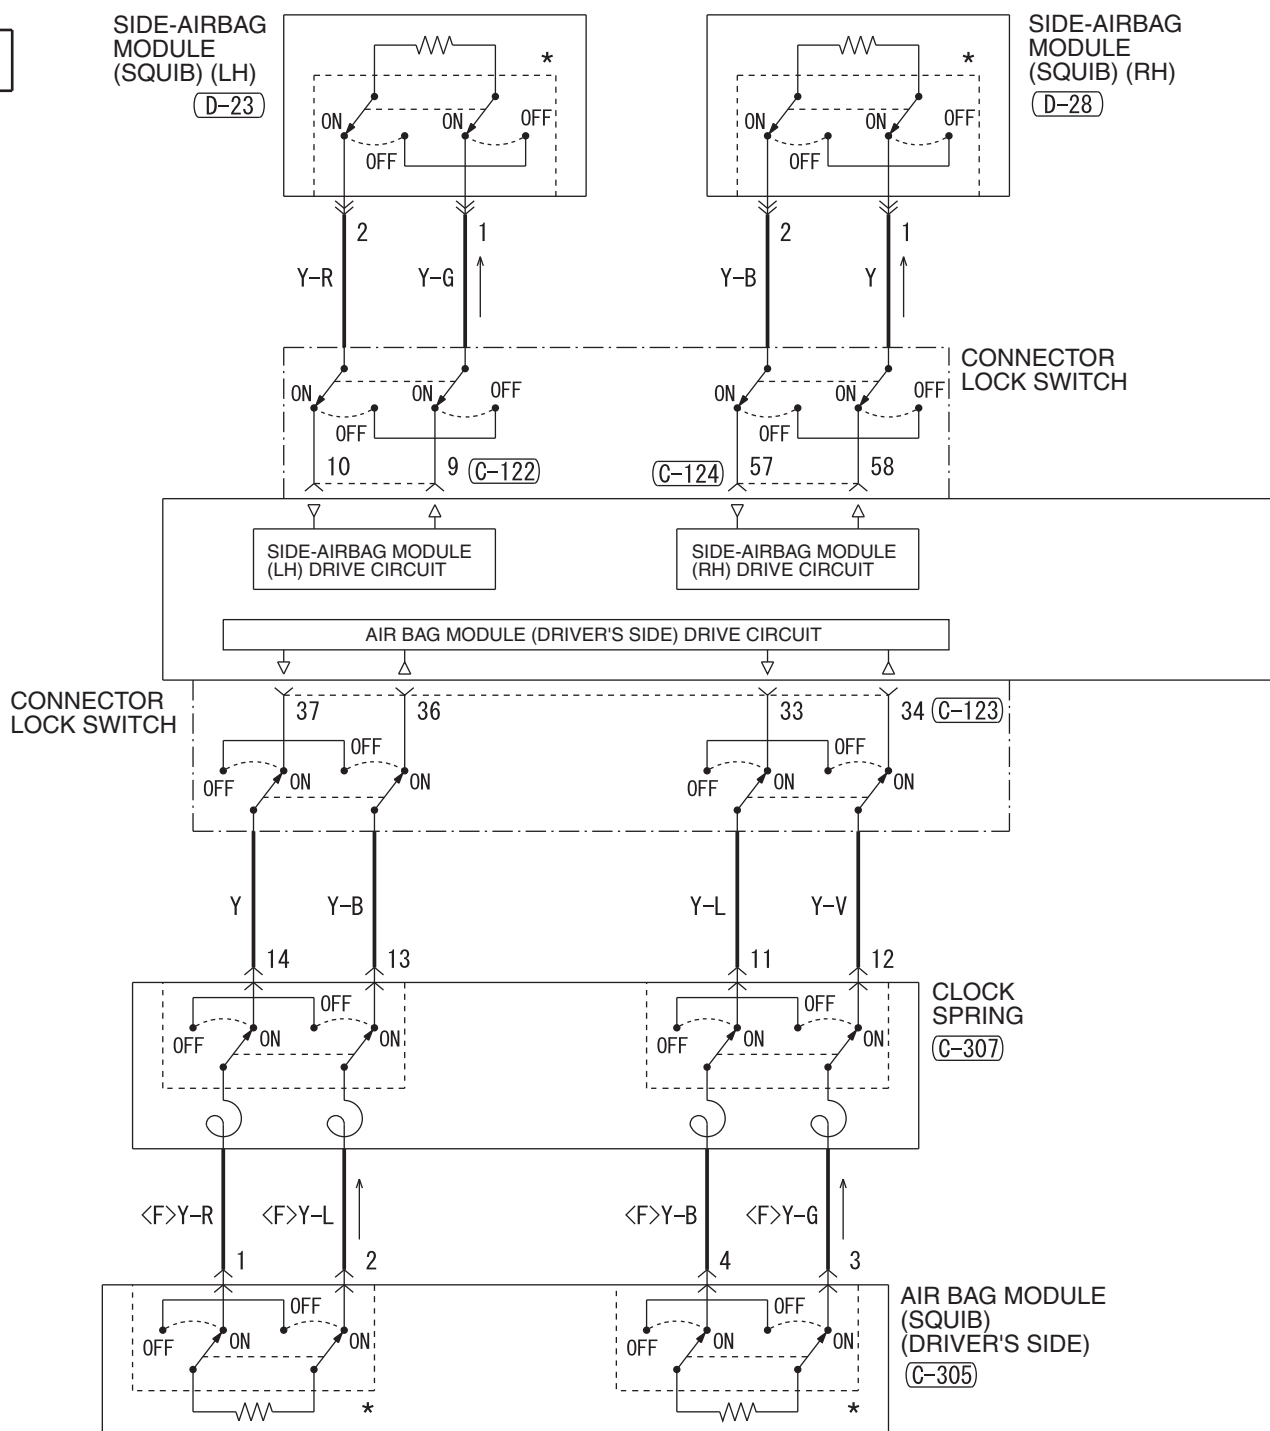 SIDE-AIRBAG
MODULE
(SQUIB) (LH)
D-23
*
ON
OFF
ON
OFF
SIDE-AIRBAG
MODULE
(SQUIB) (RH)
D-28
*
ON
OFF
ON
OFF
2
1
2
1
Y-R
Y-G
Y-B
Y
CONNECTOR
LOCK SWITCH
ON
OFF
ON
OFF
ON
OFF
ON
OFF
10
9
C-122
C-124
57
58
SIDE-AIRBAG MODULE
(LH) DRIVE CIRCUIT
SIDE-AIRBAG MODULE
(RH) DRIVE CIRCUIT
AIR BAG MODULE (DRIVER'S SIDE) DRIVE CIRCUIT
CONNECTOR
LOCK SWITCH
37
36
33
34
C-123
OFF
ON
OFF
ON
OFF
ON
OFF
ON
Y
Y-B
Y-L
Y-V
14
13
11
12
CLOCK
SPRING
C-307
OFF
ON
OFF
ON
OFF
ON
OFF
ON
<F>Y-R
<F>Y-L
<F>Y-B
<F>Y-G
1
2
4
3
AIR BAG MODULE
(SQUIB)
(DRIVER'S SIDE)
C-305
OFF
ON
OFF
ON
OFF
ON
OFF
ON
*
*